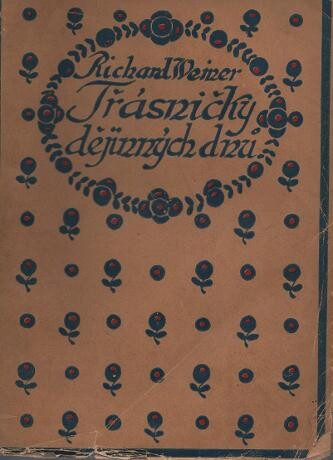 Richard Weiner
Třásničky
dějinných dnů